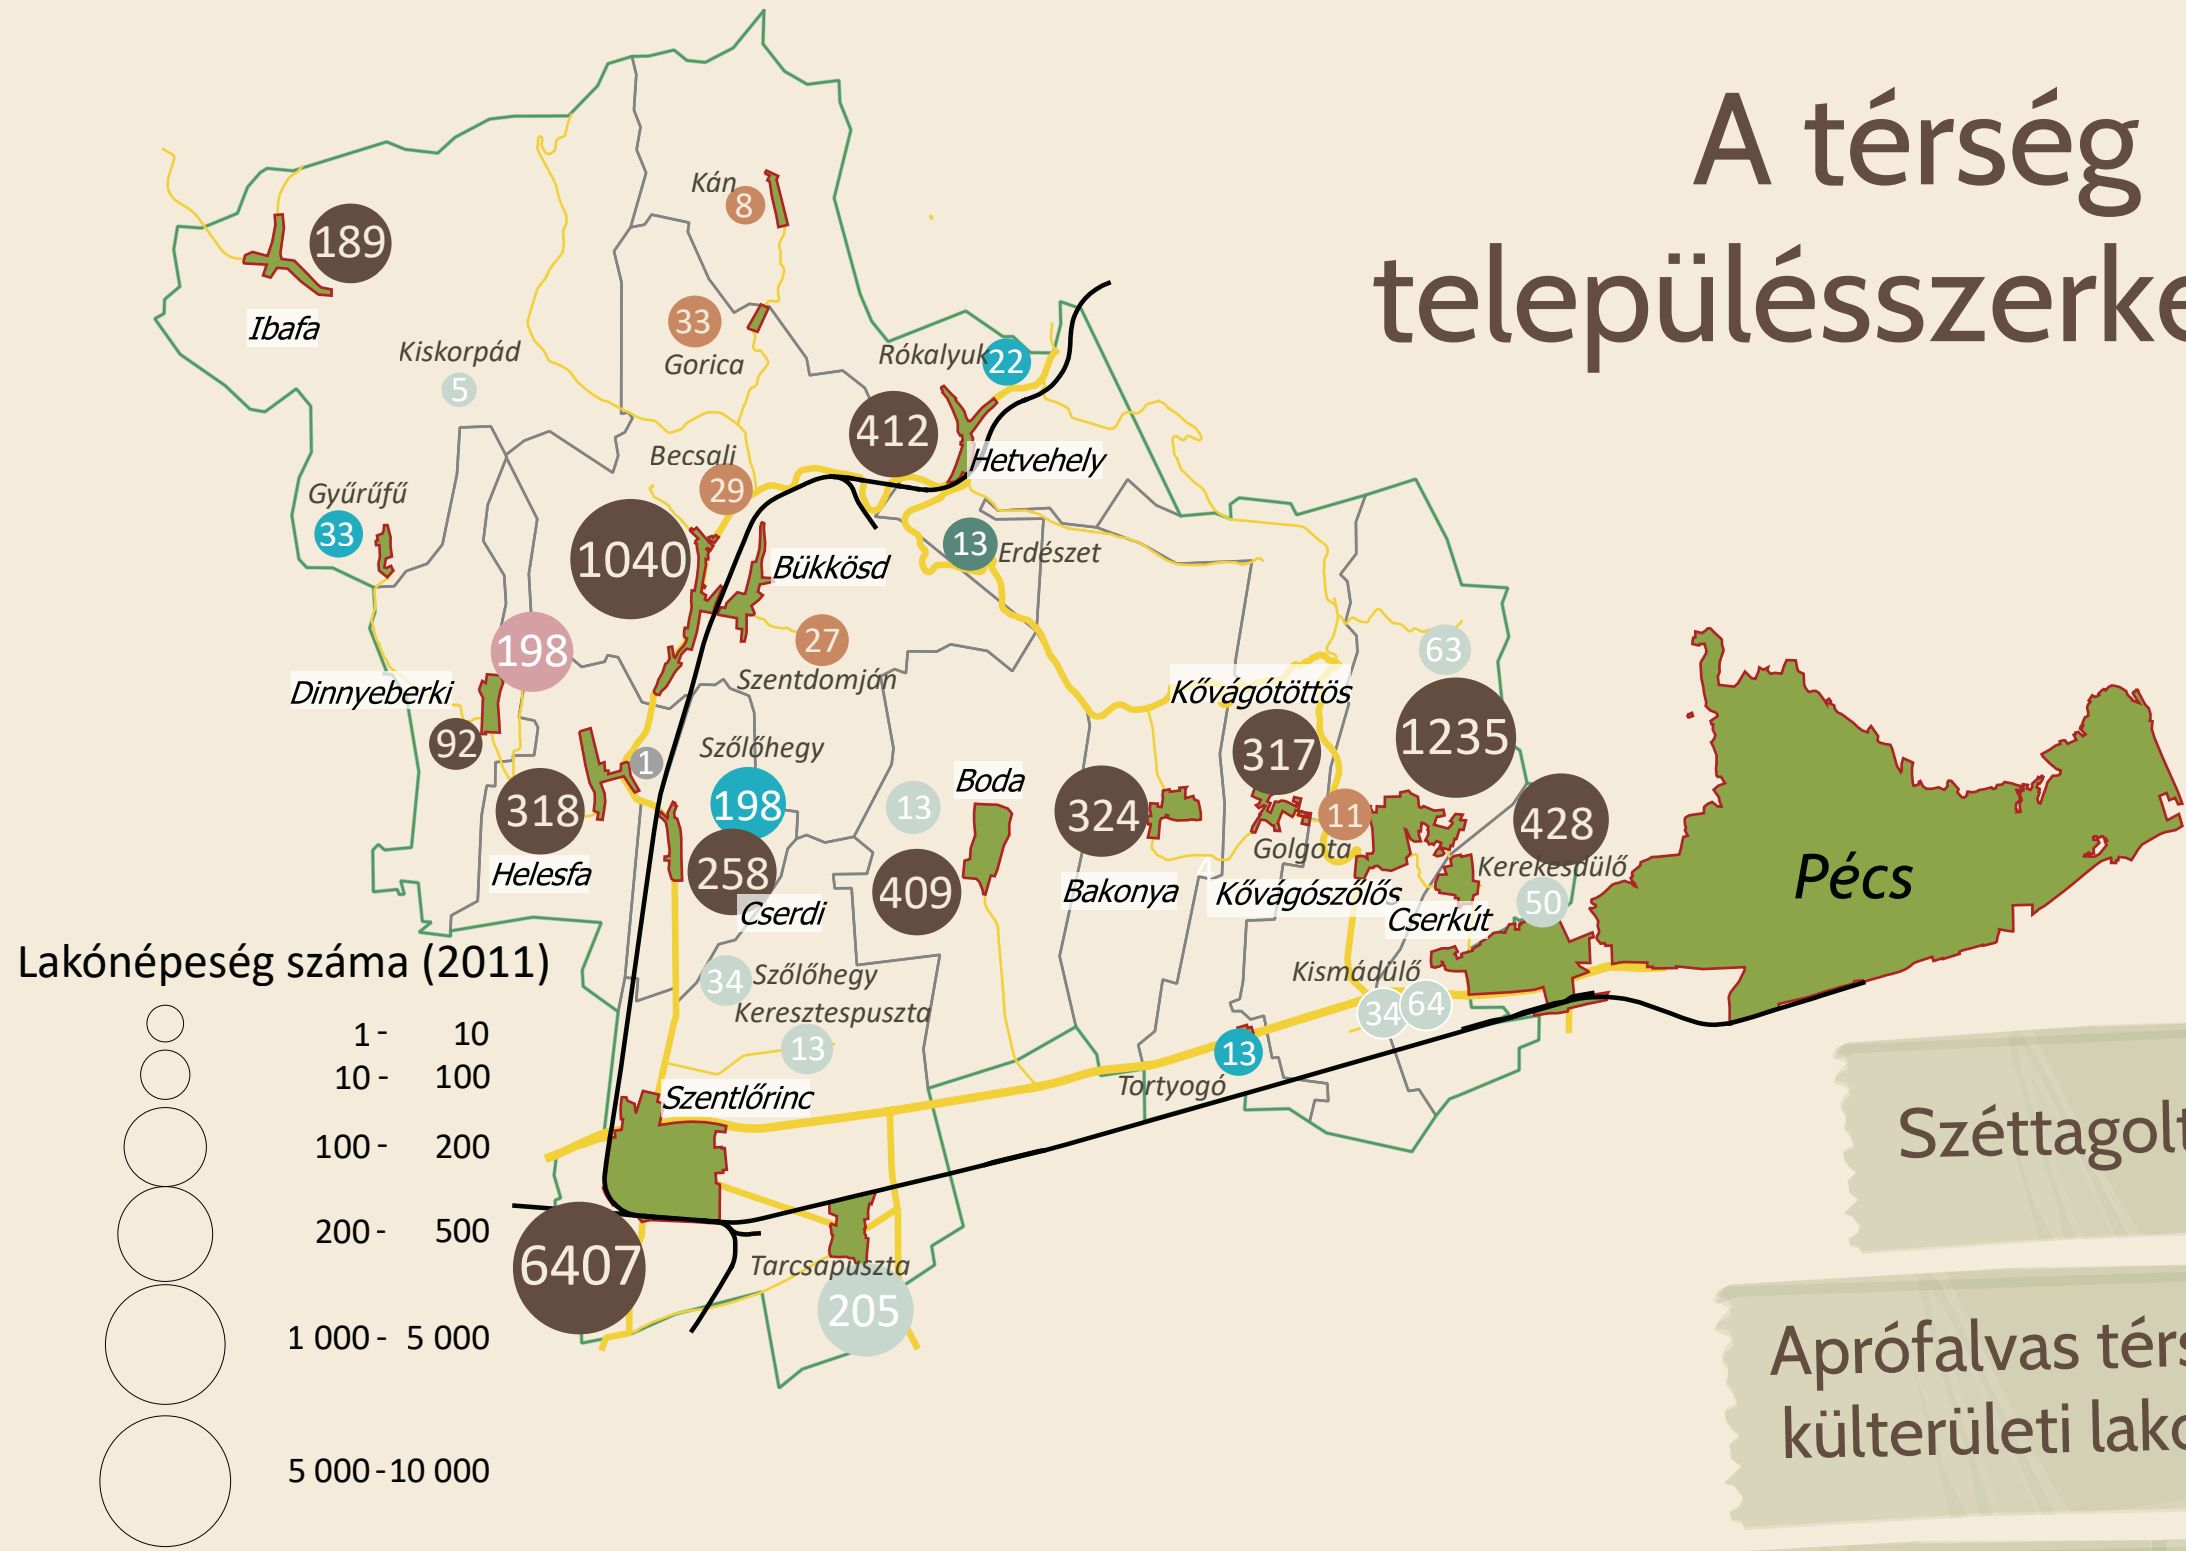 A térség
településszerke
Kán
8
189
Ibafa
33
Gorica
Kiskorpád
5
Rókalyuk
22
412
Hetvehely
Becsali
29
Gyűrűfű
33
1040
Bükkösd
13
Erdészet
27
Szentdomján
198
Dinnyeberki
92
63
Kővágótöttös
317
1235
1
Szőlőhegy
198
318
Helesfa
258
Cserdi
13
Boda
409
324
Bakonya
4
11
Golgota
Kővágószőlős
428
Kerekesdülő
50
Cserkút
Pécs
Lakónépeség száma (2011)
1 - 10
10 - 100
100 - 200
200 - 500
1 000 - 5 000
5 000 - 10 000
34
Szőlőhegy
Keresztespuszta
13
Kismádülő
34
64
13
Tortyogó
Szentlőrinc
6407
Tarcsapuszta
205
Széttagolt
Aprófalvas térs
külterületi lako